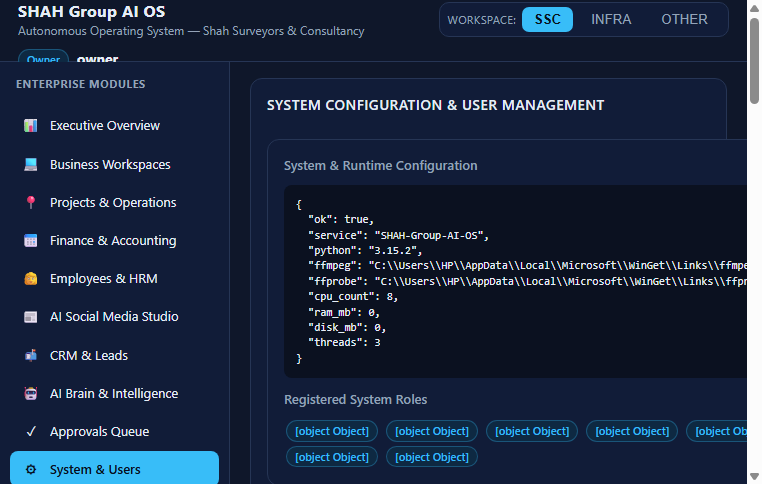 SHAH Group AI OS
Autonomous Operating System — Shah Surveyors & Consultancy
WORKSPACE: SSC INFRA OTHER
Owner owner
ENTERPRISE MODULES
Executive Overview
Business Workspaces
Projects & Operations
Finance & Accounting
Employees & HRM
AI Social Media Studio
CRM & Leads
AI Brain & Intelligence
Approvals Queue
System & Users
SYSTEM CONFIGURATION & USER MANAGEMENT
System & Runtime Configuration
{
"ok": true,
"service": "SHAH-Group-AI-OS",
"python": "3.15.2",
"ffmpeg": "C:\\Users\\HP\\AppData\\Local\\Microsoft\\WinGet\\Links\\ffmpe
"ffprobe": "C:\\Users\\HP\\AppData\\Local\\Microsoft\\WinGet\\Links\\ffpr
"cpu_count": 8,
"ram_mb": 0,
"disk_mb": 0,
"threads": 3
}
Registered System Roles
[object Object] [object Object] [object Object] [object Object] [object Ob
[object Object] [object Object]